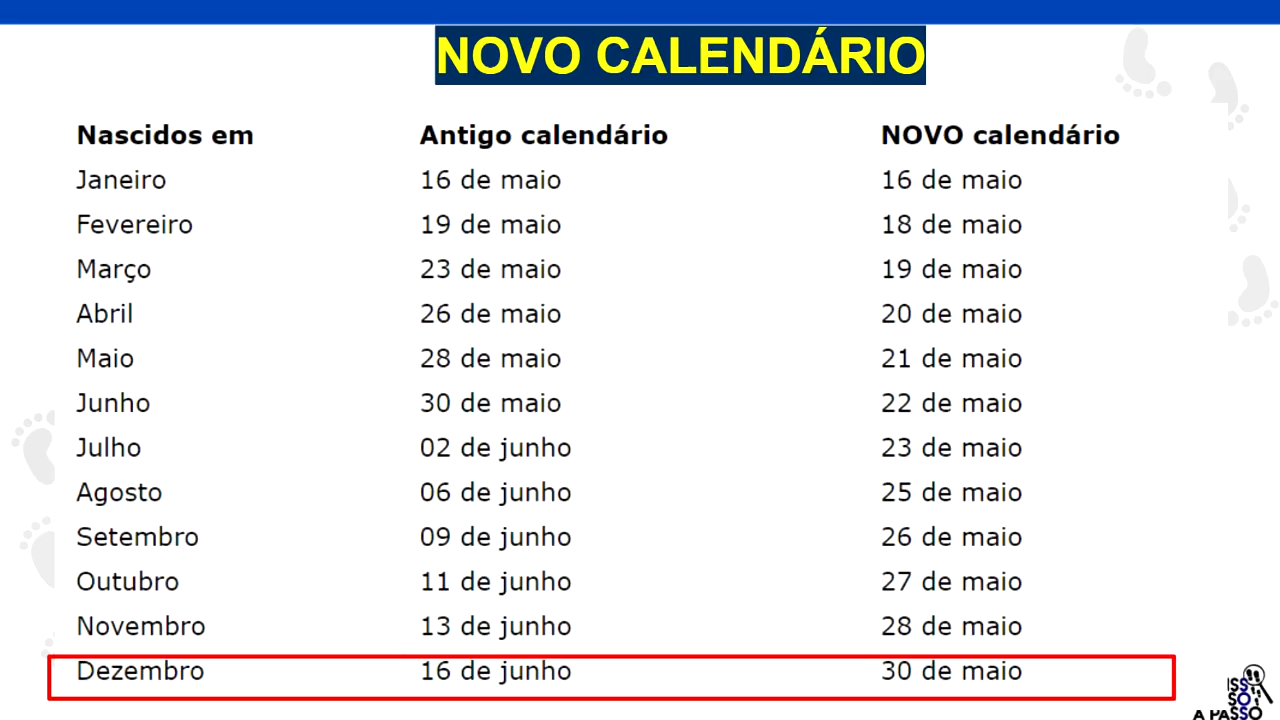 NOVO CALENDÁRIO
Nascidos em Antigo calendário NOVO calendário
Janeiro 16 de maio 16 de maio
Fevereiro 19 de maio 18 de maio
Março 23 de maio 19 de maio
Abril 26 de maio 20 de maio
Maio 28 de maio 21 de maio
Junho 30 de maio 22 de maio
Julho 02 de junho 23 de maio
Agosto 06 de junho 25 de maio
Setembro 09 de junho 26 de maio
Outubro 11 de junho 27 de maio
Novembro 13 de junho 28 de maio
Dezembro 16 de junho 30 de maio
A PASSO